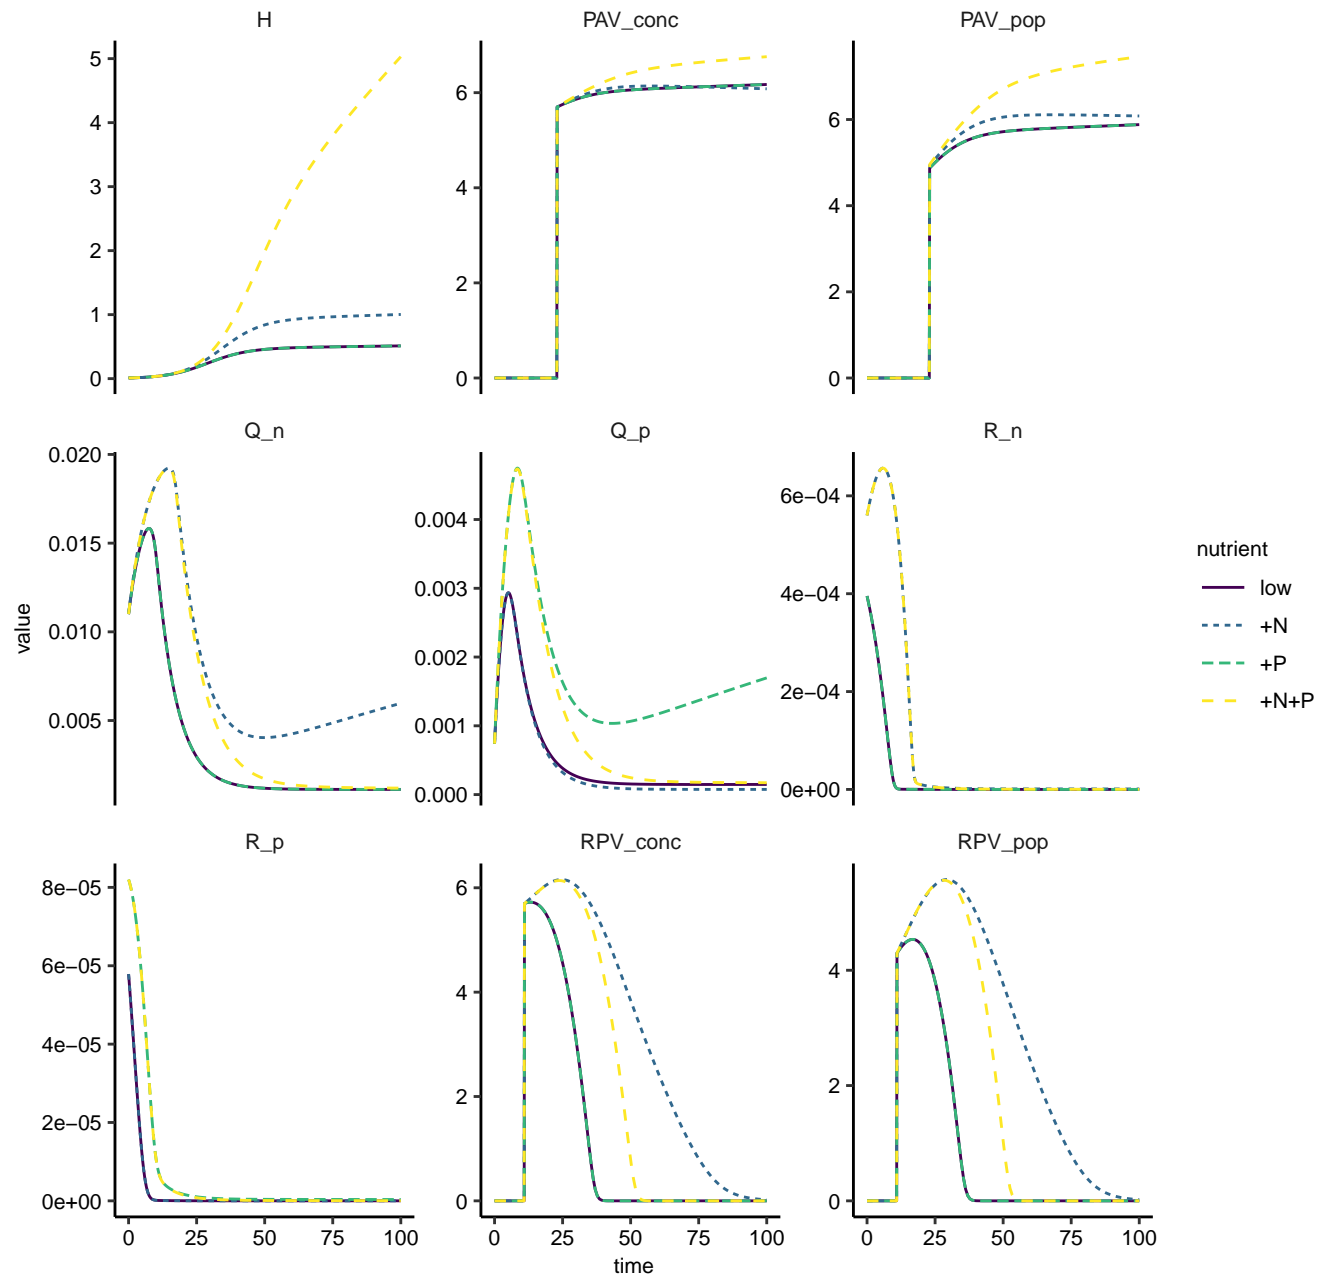 H
PAV_conc
PAV_pop
5
4
3
2
1
0
6
4
2
0
6
4
2
0
Q_n
Q_p
R_n
0.020
0.015
0.010
0.005
0.004
0.003
0.002
0.001
0.000
6e−04
4e−04
2e−04
0e+00
value
nutrient
low
+N
+P
+N+P
R_p
RPV_conc
RPV_pop
8e−05
6e−05
4e−05
2e−05
0e+00
6
4
2
0
4
2
0
0 25 50 75 100
0 25 50 75 100
0 25 50 75 100
time